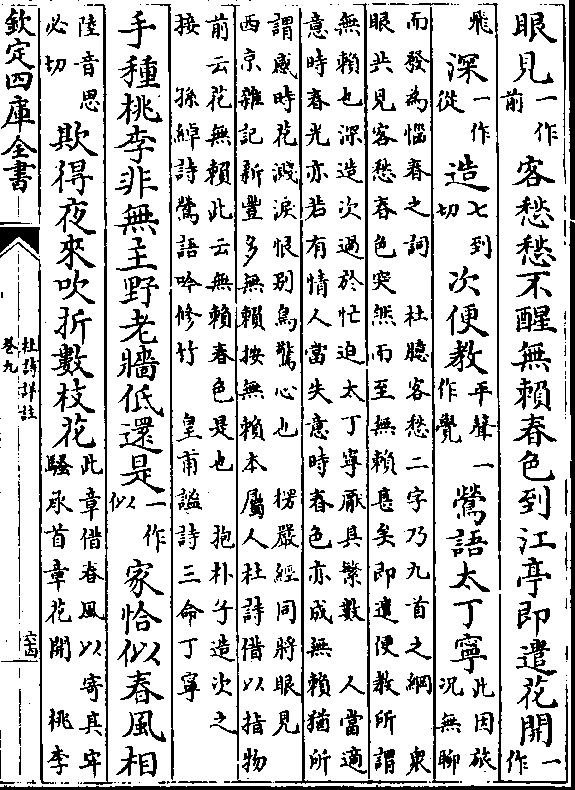 眼見一作前客愁愁不醒無賴春色到江亭即遣花開一作
飛深一作從造七到切次便教平聲一作覺鶯語太丁寧此因旅況無聊
而發為惱春之詞 杜臆客愁二字乃九首之綱 衆
眼共見客愁春色突然而至無賴甚矣即遣便教所謂
無賴也深造次過於忙迫太丁寧厭其繁數 人當適
意時春光亦若有情人當失意時春色亦成無賴猶所
謂感時花濺淚恨別鳥驚心也 楞嚴經同將眼見
西京雜記新豐多無賴按無賴本屬人杜詩借以指物
前云花無賴此云無賴春色是也 抱朴子造次之
接 孫綽詩鶯語吟修竹 皇甫謐詩三命丁寧
手種桃李非無主野老牆低還是一作似家恰似春風相
陸音思必切欺得夜來吹折數枝花此章借春風以寄其牢騷承首章花開 桃李
欽定四庫全書
杜詩詳註
卷九